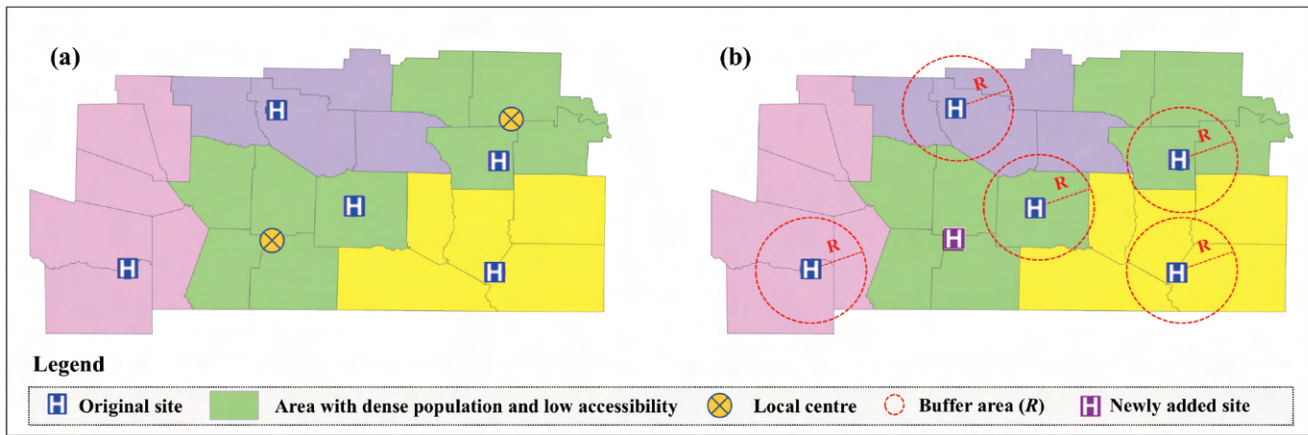 (a)
(b)
H
H
H
H
H
H
R
H
R
H
R
H
H
R
H
R
Legend
H Original site Area with dense population and low accessibility Local centre Buffer area (R) H Newly added site